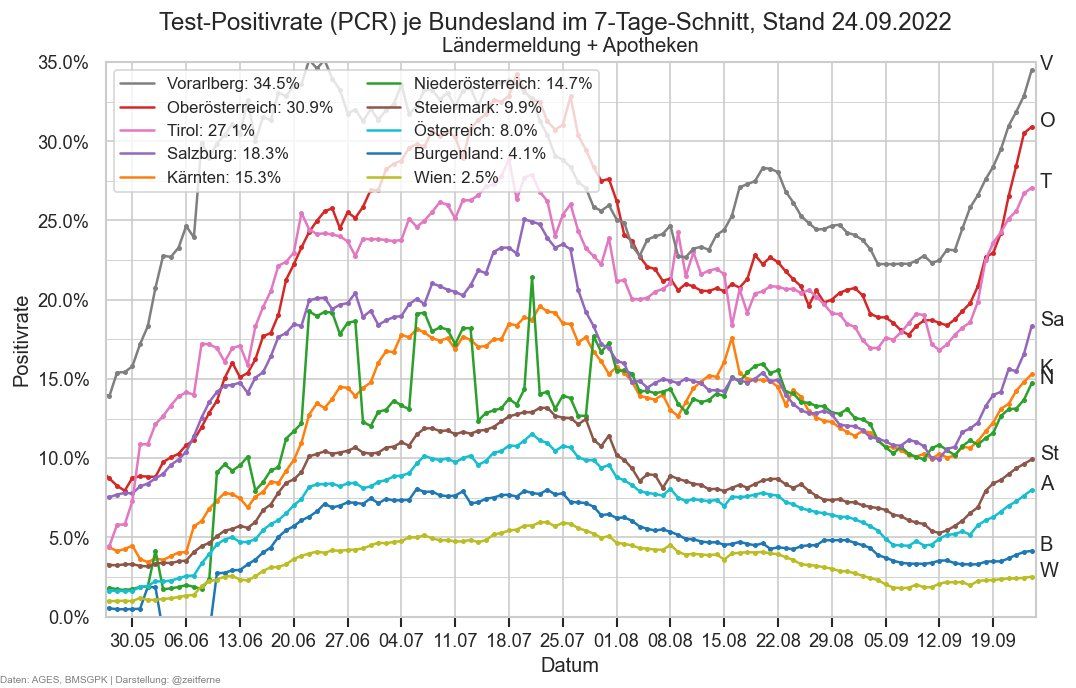 Test-Positivrate (PCR) je Bundesland im 7-Tage-Schnitt, Stand 24.09.2022
Ländermeldung + Apotheken
Vorarlberg: 34.5%
Oberösterreich: 30.9%
Tirol: 27.1%
Salzburg: 18.3%
Kärnten: 15.3%
Niederösterreich: 14.7%
Steiermark: 9.9%
Österreich: 8.0%
Burgenland: 4.1%
Wien: 2.5%
Positivrate
35.0%
30.0%
25.0%
20.0%
15.0%
10.0%
5.0%
0.0%
V
O
T
Sa
K
N
St
A
B
W
30.05 06.06 13.06 20.06 27.06 04.07 11.07 18.07 25.07 01.08 08.08 15.08 22.08 29.08 05.09 12.09 19.09
Datum
Daten: AGES, BMSGPK | Darstellung: @zeitferne